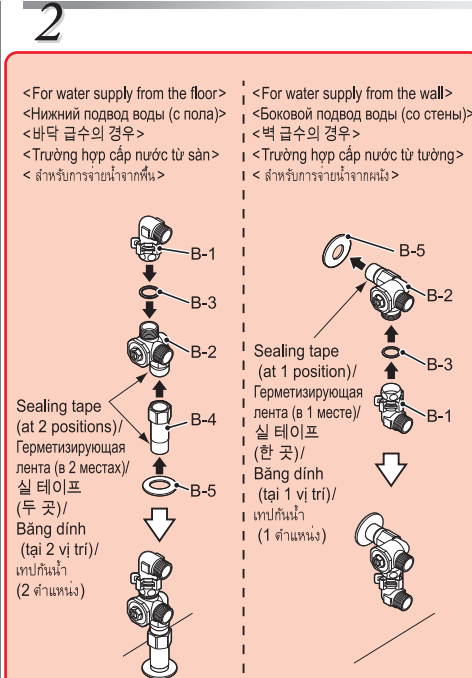 2
<For water supply from the floor>
<Нижний подвод воды (с пола)>
<바닥 급수의 경우>
<Trường hợp cấp nước từ sàn>
< สำหรับการจ่ายน้ำจากพื้น>
B-1
B-3
B-2
Sealing tape
(at 2 positions)/
Герметизирующая
лента (в 2 местах)/
실 테이프
(두 곳)/
Băng dính
(tại 2 vị trí)/
เทปกันน้ำ
(2 ตำแหน่ง)
B-4
B-5
<For water supply from the wall>
<Боковой подвод воды (со стены)>
<벽 급수의 경우>
<Trường hợp cấp nước từ tường>
< สำหรับการจ่ายน้ำจากผนัง>
B-5
B-2
B-3
B-1
Sealing tape
(at 1 position)/
Герметизирующая
лента (в 1 месте)/
실 테이프
(한 곳)/
Băng dính
(tại 1 vị trí)/
เทปกันน้ำ
(1 ตำแหน่ง)